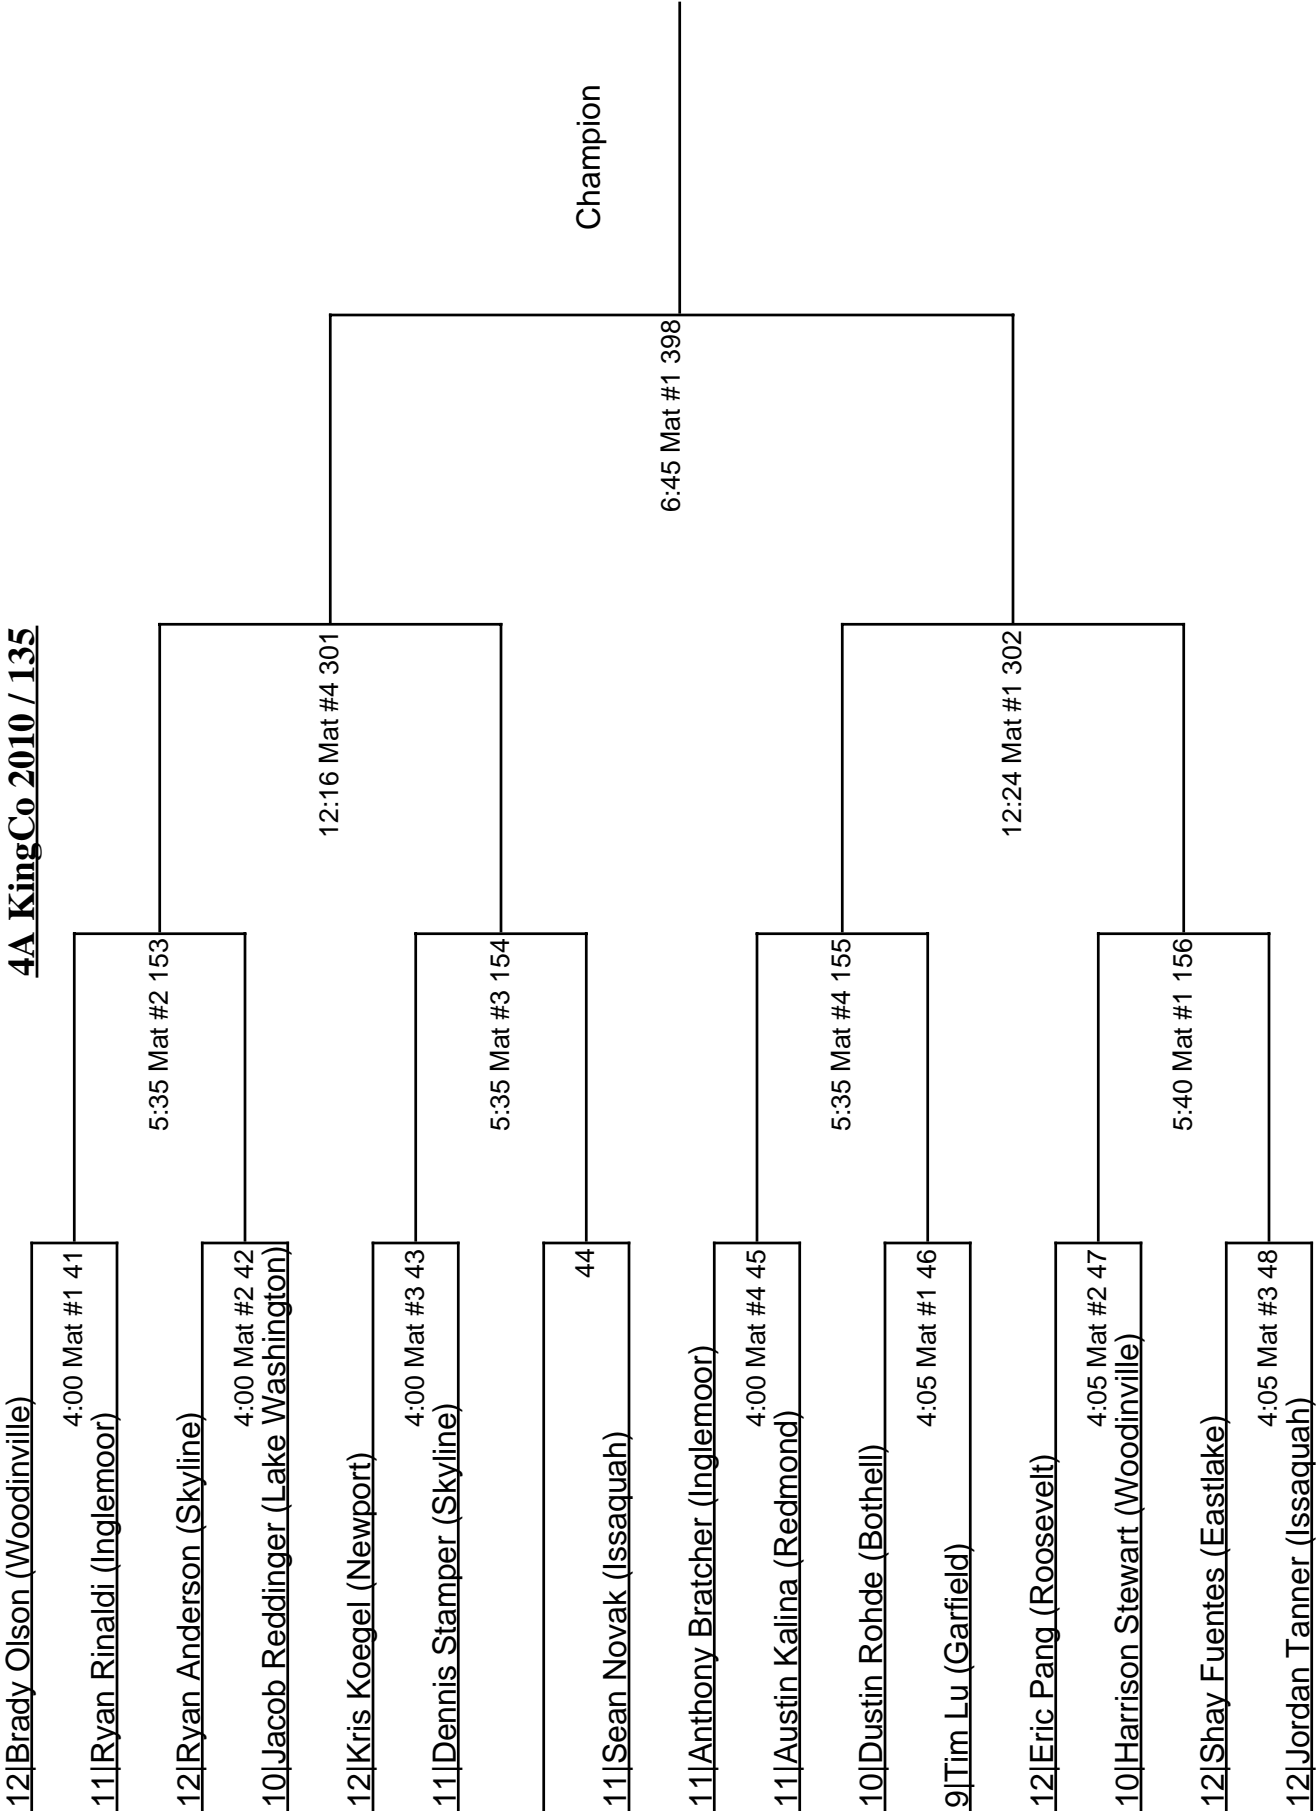 4A KingCo 2010 / 135
12|Brady Olson (Woodinville)
4:00 Mat #1 41
11|Ryan Rinaldi (Inglemoor)
5:35 Mat #2 153
12|Ryan Anderson (Skyline)
4:00 Mat #2 42
10|Jacob Reddinger (Lake Washington)
12:16 Mat #4 301
12|Kris Koegel (Newport)
4:00 Mat #3 43
11|Dennis Stamper (Skyline)
5:35 Mat #3 154
44
11|Sean Novak (Issaquah)
Champion
6:45 Mat #1 398
11|Anthony Bratcher (Inglemoor)
4:00 Mat #4 45
11|Austin Kalina (Redmond)
5:35 Mat #4 155
10|Dustin Rohde (Bothell)
4:05 Mat #1 46
9|Tim Lu (Garfield)
12:24 Mat #1 302
12|Eric Pang (Roosevelt)
4:05 Mat #2 47
10|Harrison Stewart (Woodinville)
5:40 Mat #1 156
12|Shay Fuentes (Eastlake)
4:05 Mat #3 48
12|Jordan Tanner (Issaquah)